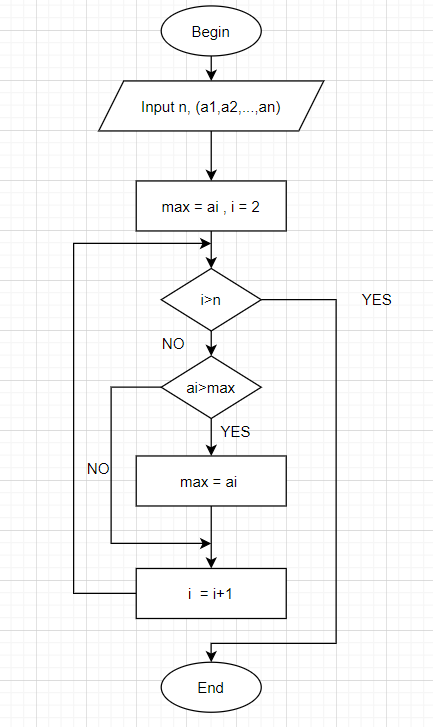 Begin
Input n, (a1,a2,...,an)
max = ai , i = 2
i>n
YES
NO
ai>max
YES
NO
max = ai
i = i+1
End